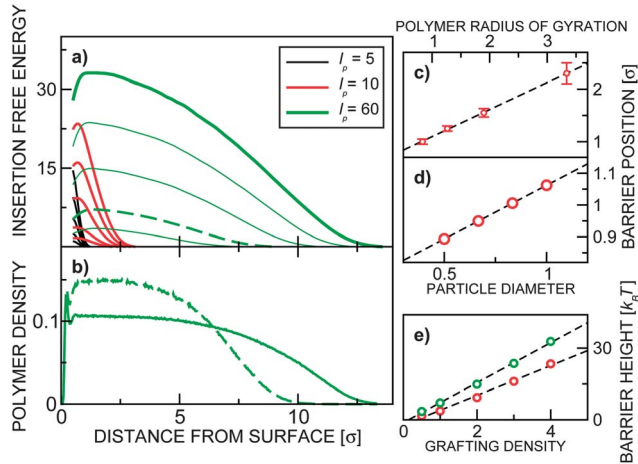 POLYMER RADIUS OF GYRATION
1 2 3
a)
l_p = 5
l_p = 10
l_p = 60
30
15
INSERTION FREE ENERGY
c)
2
1
d)
1.1
1
0.9
BARRIER POSITION [σ]
0.5 1
PARTICLE DIAMETER
b)
0.1
POLYMER DENSITY
0 5 10
DISTANCE FROM SURFACE [σ]
e)
30
0
BARRIER HEIGHT [k_BT]
0 1 2 3 4
GRAFTING DENSITY